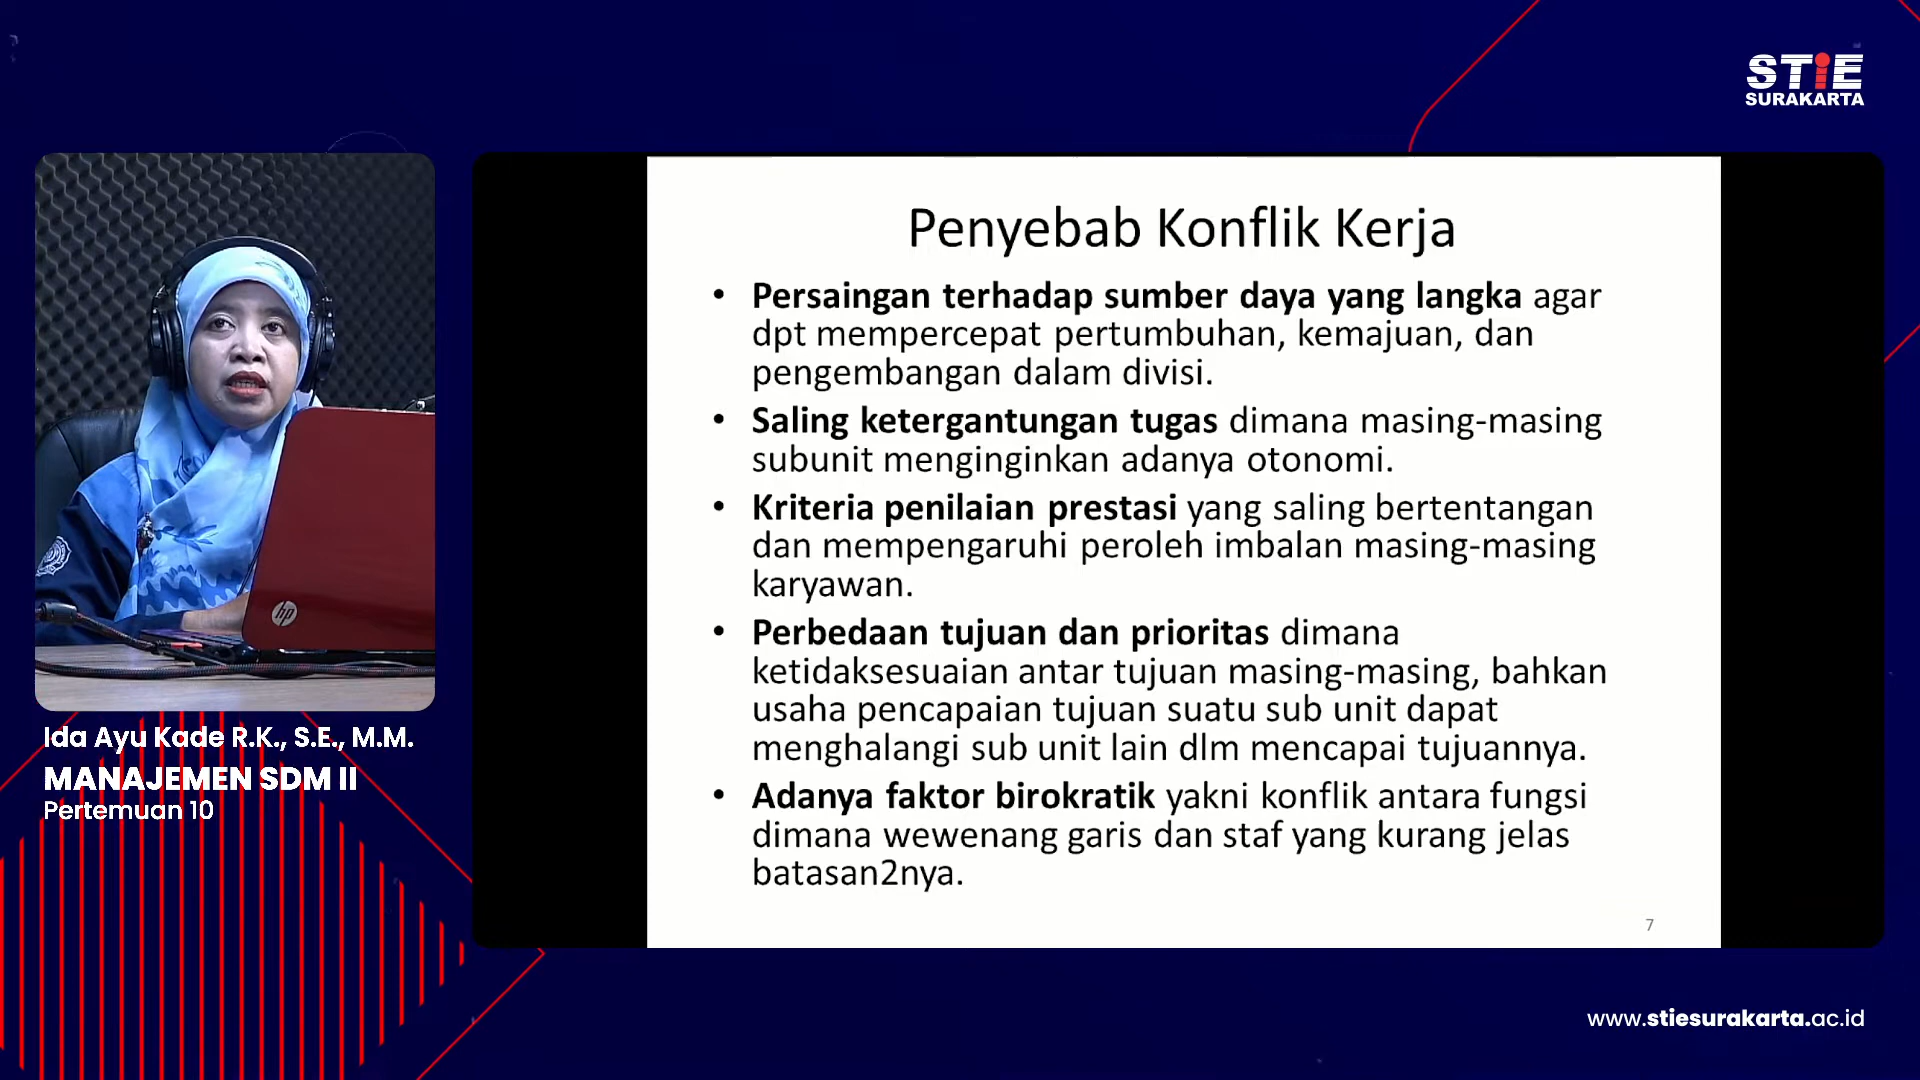 STiE
SURAKARTA
Penyebab Konflik Kerja
• Persaingan terhadap sumber daya yang langka agar
dpt mempercepat pertumbuhan, kemajuan, dan
pengembangan dalam divisi.
• Saling ketergantungan tugas dimana masing-masing
subunit menginginkan adanya otonomi.
• Kriteria penilaian prestasi yang saling bertentangan
dan mempengaruhi peroleh imbalan masing-masing
karyawan.
• Perbedaan tujuan dan prioritas dimana
ketidaksesuaian antar tujuan masing-masing, bahkan
usaha pencapaian tujuan suatu sub unit dapat
menghalangi sub unit lain dlm mencapai tujuannya.
• Adanya faktor birokratik yakni konflik antara fungsi
dimana wewenang garis dan staf yang kurang jelas
batasan2nya.
7
hp
Ida Ayu Kade R.K., S.E., M.M.
MANAJEMEN SDM II
Pertemuan 10
www.stiesurakarta.ac.id